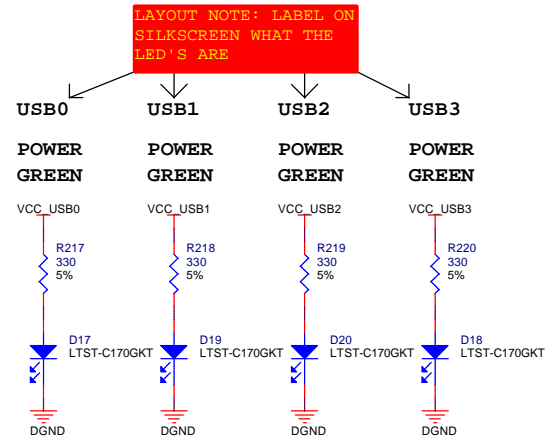 LAYOUT NOTE: LABEL ON
SILKSCREEN WHAT THE
LED'S ARE
USB0 USB1 USB2 USB3
POWER POWER POWER POWER
GREEN GREEN GREEN GREEN
VCC_USB0 VCC_USB1 VCC_USB2 VCC_USB3
R217 R218 R219 R220
330 330 330 330
5% 5% 5% 5%
D17 D19 D20 D18
LTST-C170GKT LTST-C170GKT LTST-C170GKT LTST-C170GKT
DGND DGND DGND DGND